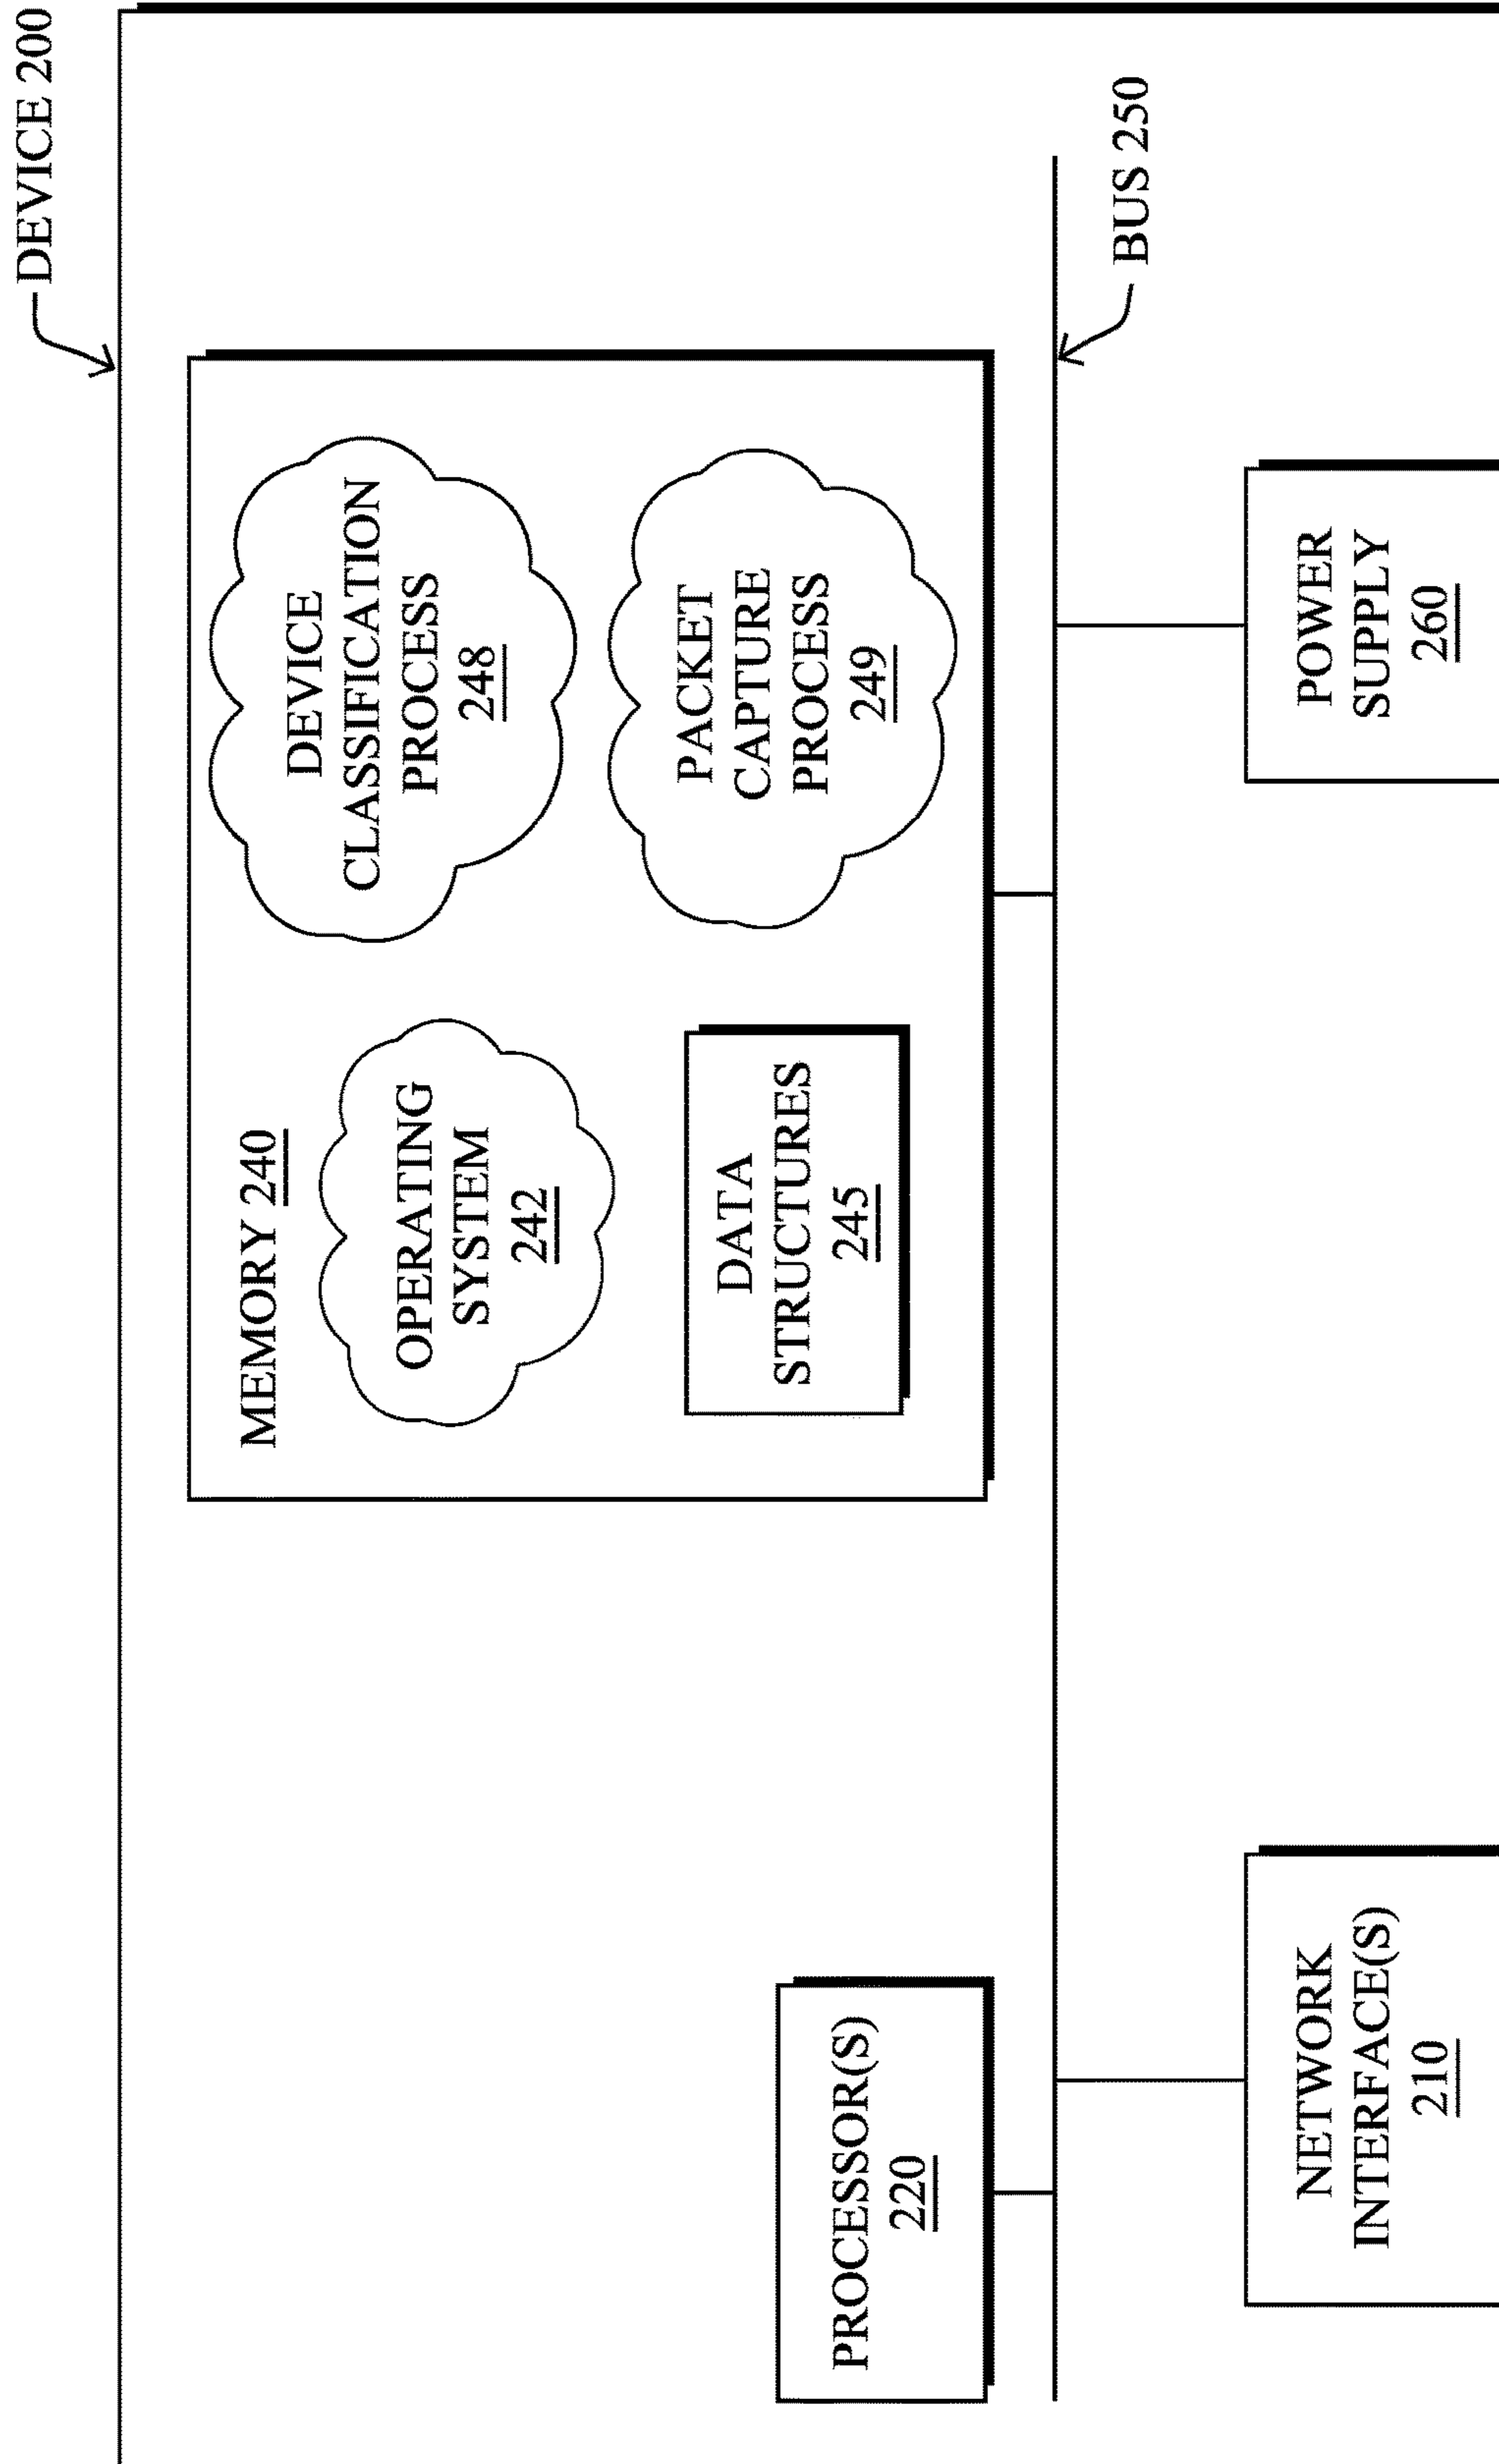 DEVICE 200
MEMORY 240
OPERATING
SYSTEM
242
DATA
STRUCTURES
245
DEVICE
CLASSIFICATION
PROCESS
248
PACKET
CAPTURE
PROCESS
249
PROCESSOR(S)
220
BUS 250
NETWORK
INTERFACE(S)
210
POWER
SUPPLY
260